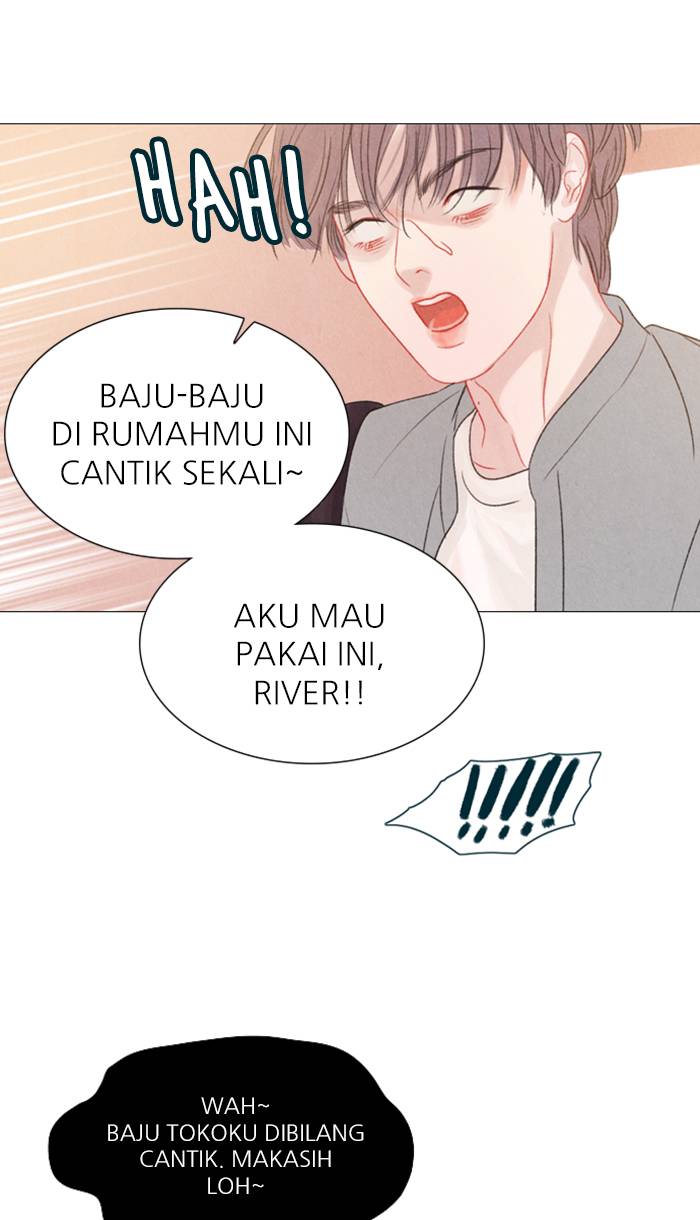 HAH!
BAJU-BAJU
DI RUMAHMU INI
CANTIK SEKALI~
AKU MAU
PAKAI INI,
RIVER!!
!!!!!
WAH~
BAJU TOKOKU DIBILANG
CANTIK. MAKASIH
LOH~